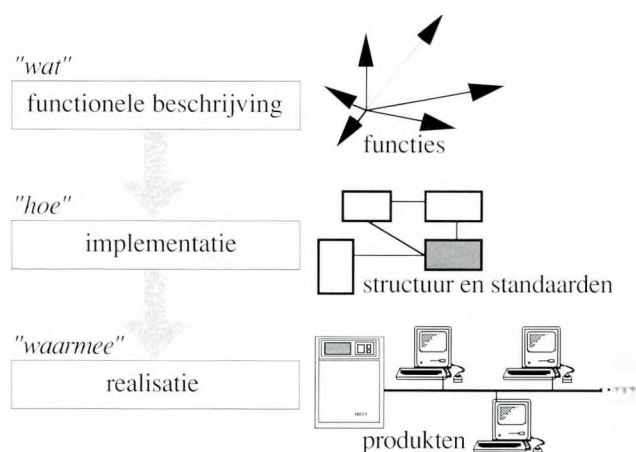 "wat"
functionele beschrijving
functies
"hoe"
implementatie
structuur en standaarden
"waarmee"
realisatie
produkten